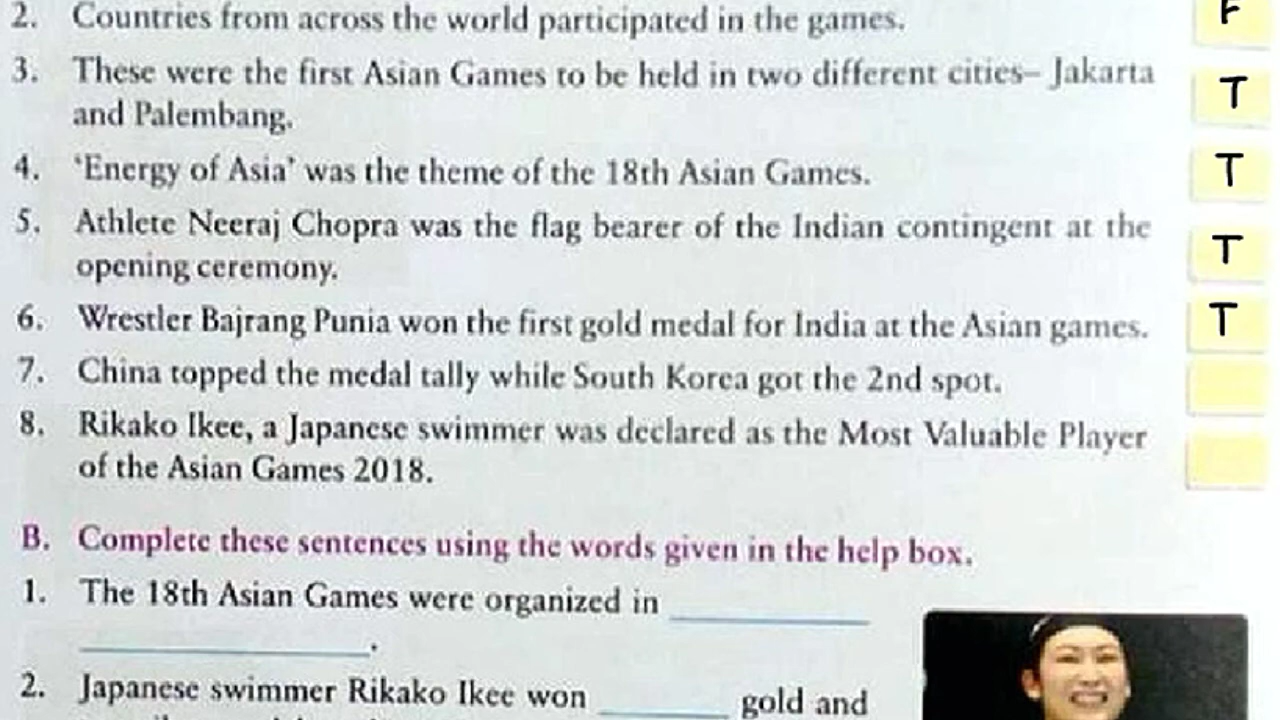 2. Countries from across the world participated in the games. F
3. These were the first Asian Games to be held in two different cities– Jakarta T
and Palembang.
4. ‘Energy of Asia’ was the theme of the 18th Asian Games. T
5. Athlete Neeraj Chopra was the flag bearer of the Indian contingent at the T
opening ceremony.
6. Wrestler Bajrang Punia won the first gold medal for India at the Asian games. T
7. China topped the medal tally while South Korea got the 2nd spot.
8. Rikako Ikee, a Japanese swimmer was declared as the Most Valuable Player
of the Asian Games 2018.
B. Complete these sentences using the words given in the help box.
1. The 18th Asian Games were organized in ____________
____________.
2. Japanese swimmer Rikako Ikee won ________ gold and